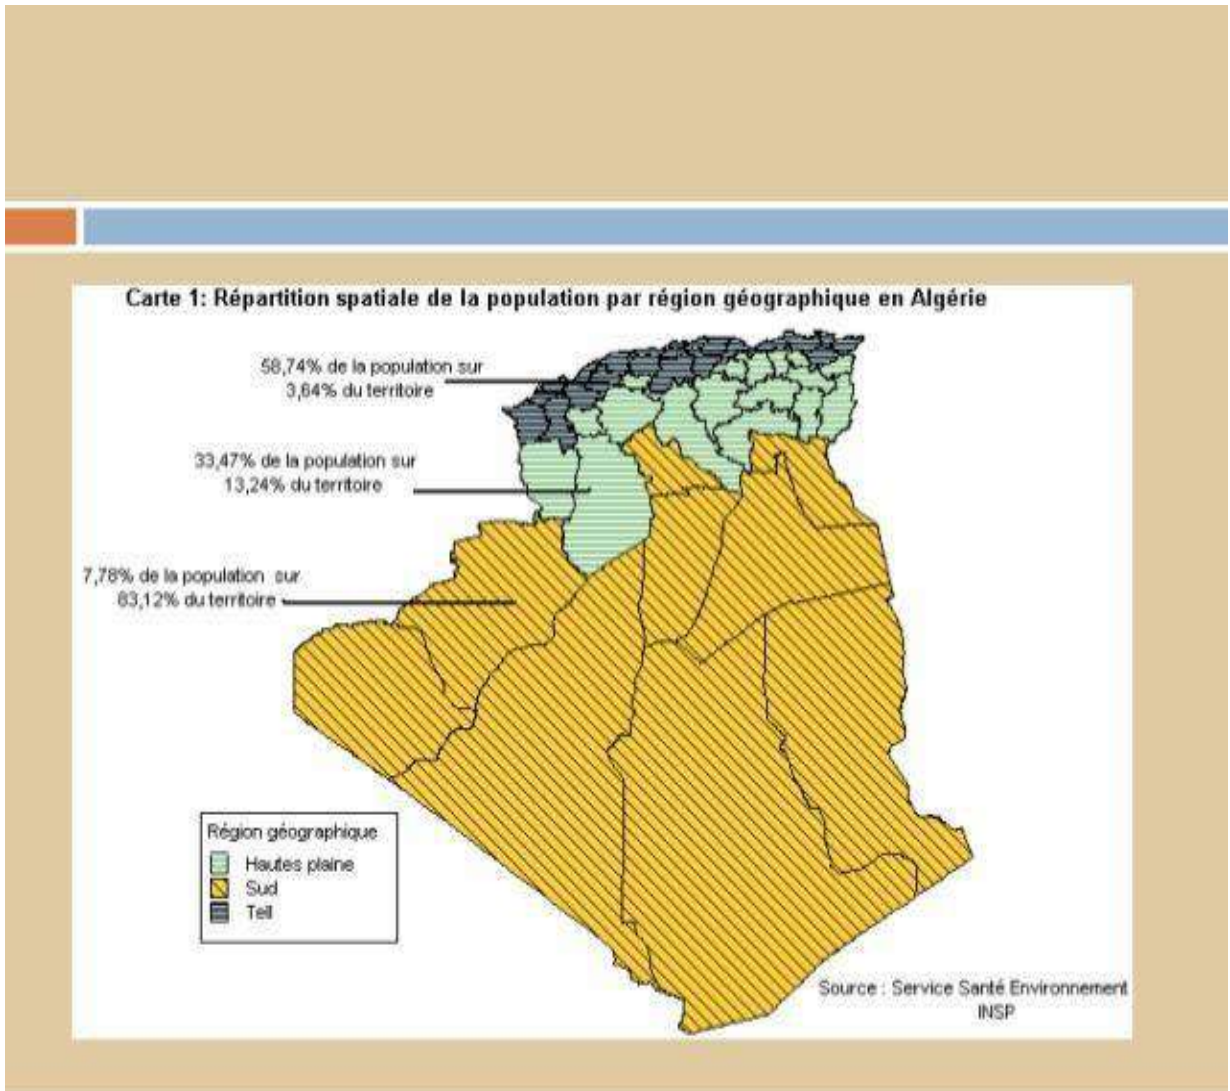 Carte 1: Répartition spatiale de la population par région géographique en Algérie
58,74% de la population sur
3,64% du territoire
33,47% de la population sur
13,24% du territoire
7,78% de la population sur
83,12% du territoire
Région géographique
Hautes plaine
Sud
Tell
Source : Service Santé Environnement
INSP